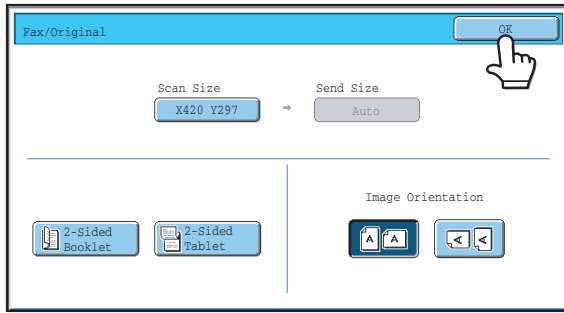 Fax/Original
OK
Scan Size
Send Size
X420 Y297
Auto
2-Sided
Booklet
2-Sided
Tablet
Image Orientation
A A
A A